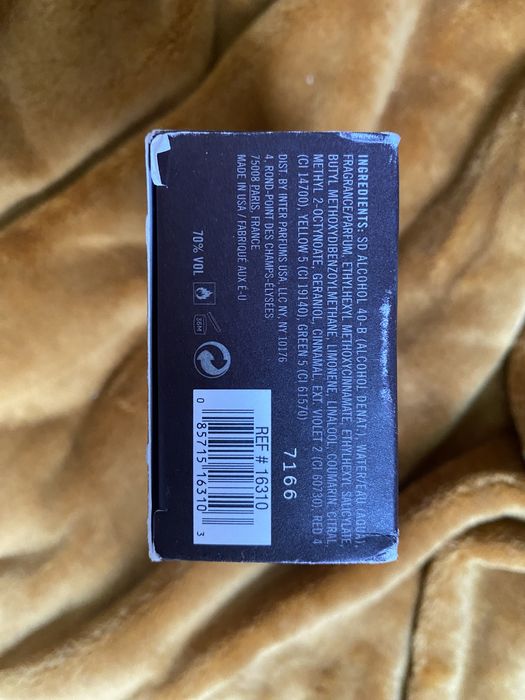 INGREDIENTS: SD ALCOHOL 40-B (ALCOHOL DENAT.), WATER/EAU (AQUA),
FRAGRANCE/PARFUM, ETHYLHEXYL METHOXYCINNAMATE, ETHYLHEXYL SALICYLATE,
BUTYL METHOXYDIBENZOYLMETHANE, LIMONENE, LINALOOL, COUMARIN, CITRAL,
METHYL 2-OCTYNOATE, GERANIOL, CINNAMAL, EXT. VIOLET 2 (CI 60730), RED 4
(CI 14700), YELLOW 5 (CI 19140), GREEN 5 (CI 61570)
7166
DIST. BY INTER PARFUMS USA, LLC NY, NY 10176
4, ROND-POINT DES CHAMPS-ÉLYSÉES
75008 PARIS, FRANCE
MADE IN USA / FABRIQUÉ AUX É-U
70% VOL
36M
REF # 16310
0 85715 16310 3